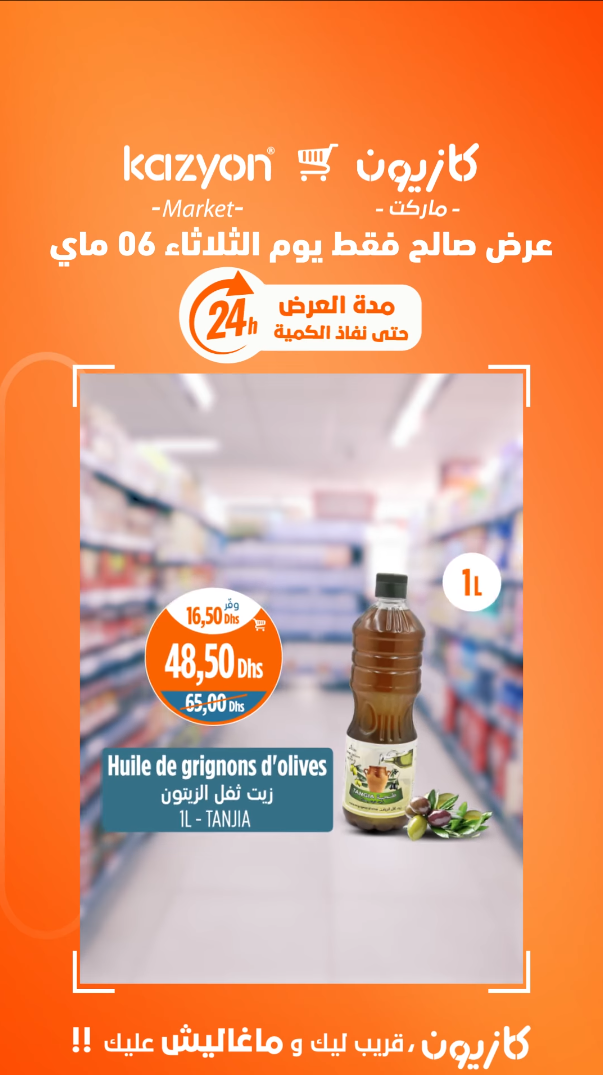 kazyon® كازيون
-Market- - ماركت -
عرض صالح فقط يوم الثلاثاء 06 ماي
24h مدة العرض
حتى نفاذ الكمية
1L
وفّر
16,50 Dhs
48,50 Dhs
65,00 Dhs
Huile de grignons d'olives
زيت ثفل الزيتون
1L - TANJIA
كازيون، قريب ليك و ماغاليش عليك !!